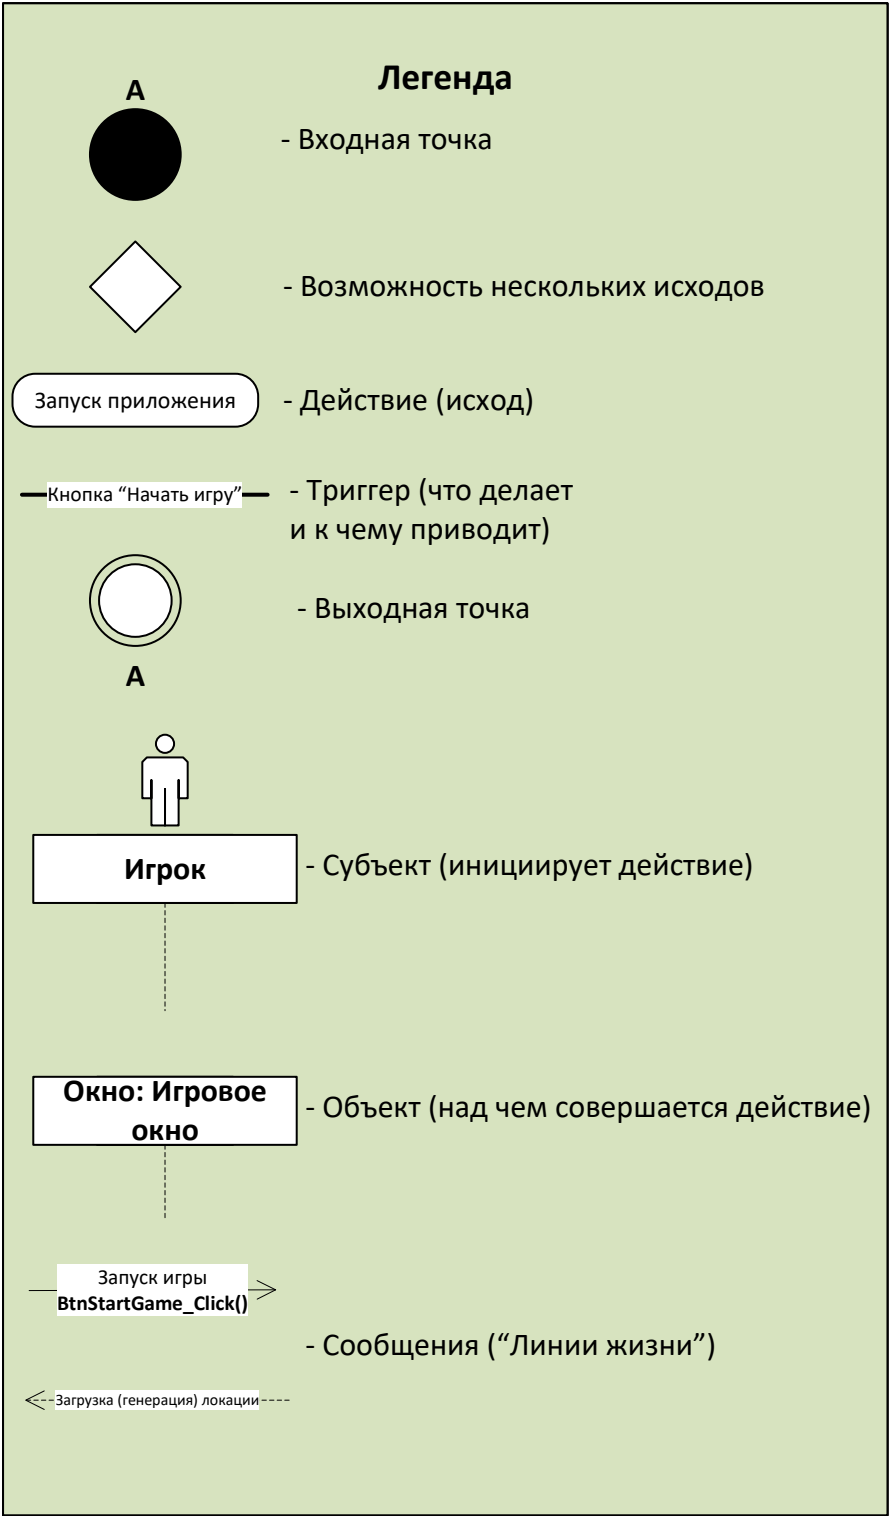 Легенда
А
- Входная точка
- Возможность нескольких исходов
Запуск приложения
- Действие (исход)
Кнопка “Начать игру”
- Триггер (что делает
и к чему приводит)
- Выходная точка
А
Игрок
- Субъект (инициирует действие)
Окно: Игровое
окно
- Объект (над чем совершается действие)
Запуск игры
BtnStartGame_Click()
- Сообщения (“Линии жизни”)
Загрузка (генерация) локации